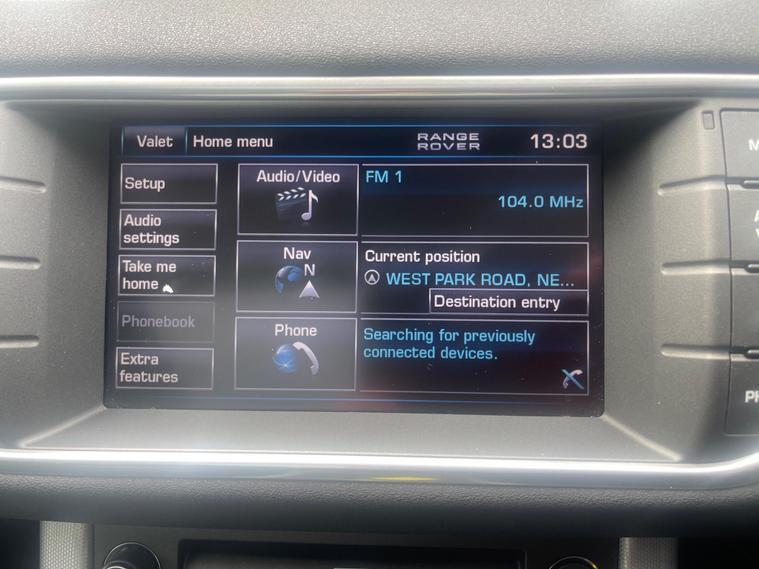 Valet
Home menu
RANGE
ROVER
13:03
Setup
Audio
settings
Take me
home
Phonebook
Extra
features
Audio/Video
FM 1
104.0 MHz
Nav
N
Current position
WEST PARK ROAD, NE...
Destination entry
Phone
Searching for previously
connected devices.